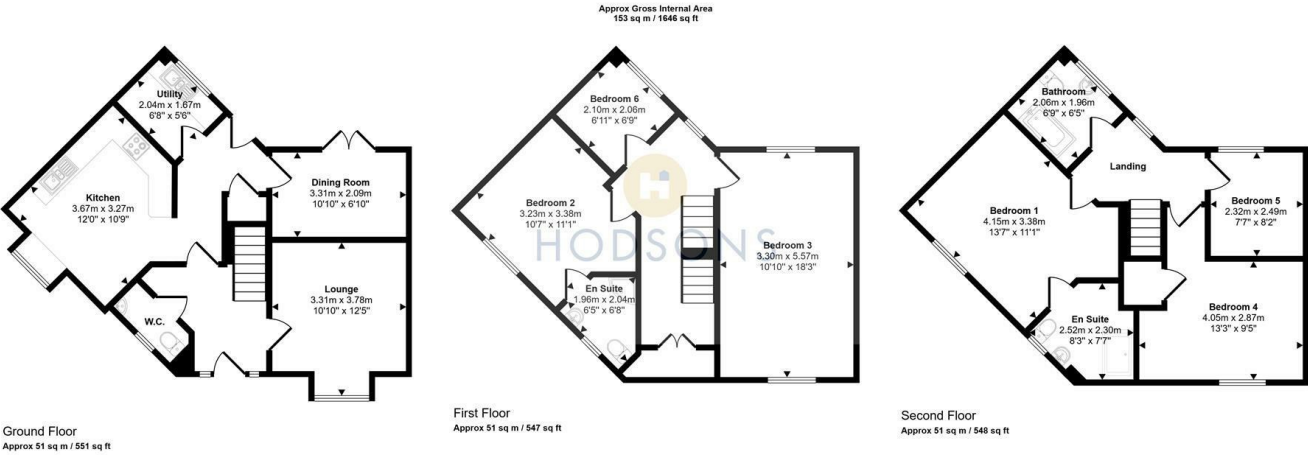 Approx Gross Internal Area
153 sq m / 1646 sq ft
Utility
2.04m x 1.67m
6'8" x 5'6"
Kitchen
3.67m x 3.27m
12'0" x 10'9"
Dining Room
3.31m x 2.09m
10'10" x 6'10"
Lounge
3.31m x 3.78m
10'10" x 12'5"
W.C.
Ground Floor
Approx 51 sq m / 551 sq ft
Bedroom 6
2.10m x 2.06m
6'11" x 6'9"
Bedroom 2
3.23m x 3.38m
10'7" x 11'1"
H
HODSONS
Bedroom 3
3.30m x 5.57m
10'10" x 18'3"
En Suite
1.96m x 2.04m
6'5" x 6'8"
First Floor
Approx 51 sq m / 547 sq ft
Bathroom
2.06m x 1.96m
6'9" x 6'5"
Landing
Bedroom 1
4.15m x 3.38m
13'7" x 11'1"
Bedroom 5
2.32m x 2.49m
7'7" x 8'2"
En Suite
2.52m x 2.30m
8'3" x 7'7"
Bedroom 4
4.05m x 2.87m
13'3" x 9'5"
Second Floor
Approx 51 sq m / 548 sq ft